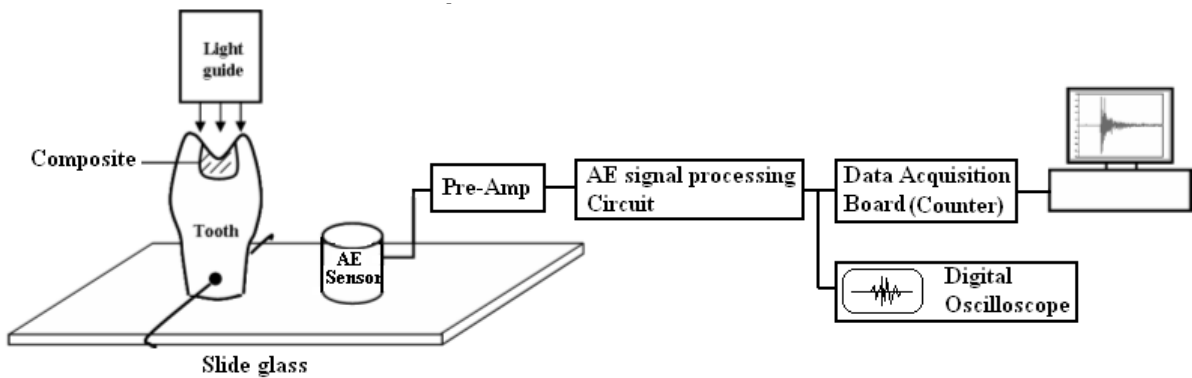 Light
guide
Composite
Tooth
AE
Sensor
Slide glass
Pre-Amp
AE signal processing
Circuit
Data Acquisition
Board (Counter)
Digital
Oscilloscope